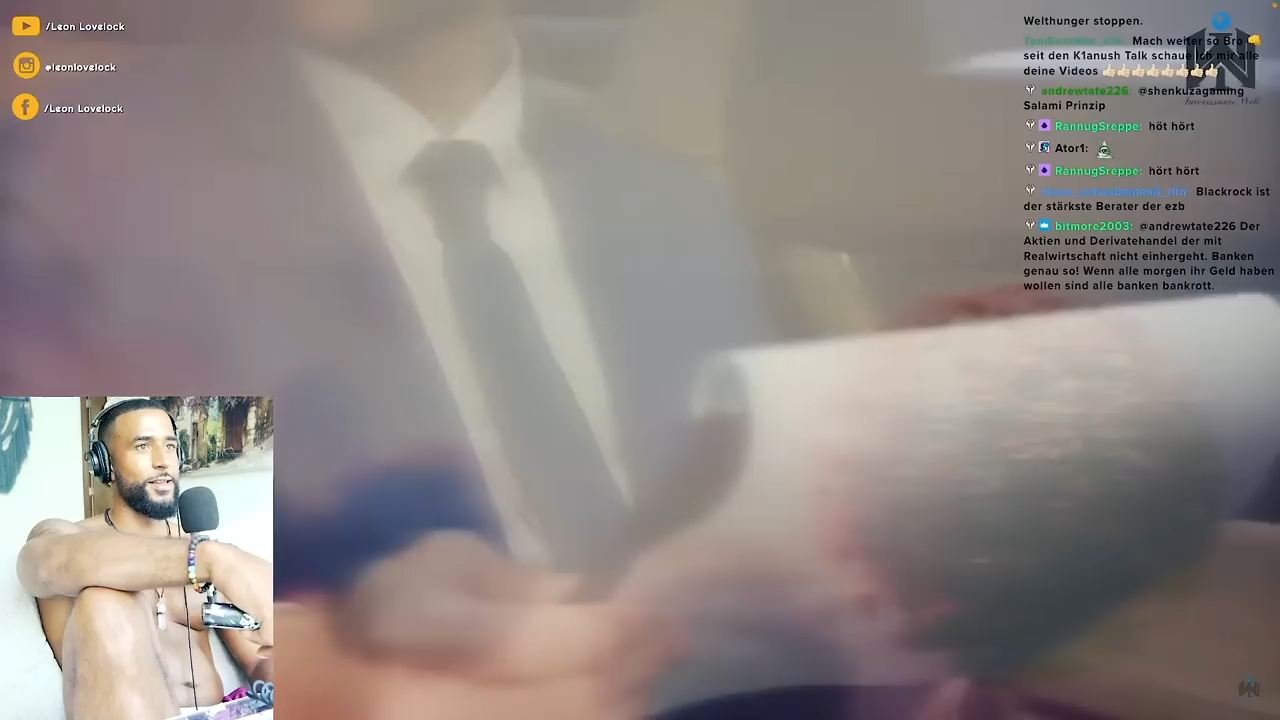 /Leon Lovelock
@leonlovelock
/Leon Lovelock
Welthunger stoppen.
Mach weiter so Bro
seit den K1anush Talk schaue ich mir alle
deine Videos
andrewtate226: @shenkuzagaming
Salami Prinzip
RannugSreppe: höt hört
Ator1:
RannugSreppe: hört hört
Blackrock ist
der stärkste Berater der ezb
bitmore2003: @andrewtate226 Der
Aktien und Derivatehandel der mit
Realwirtschaft nicht einhergeht. Banken
genau so! Wenn alle morgen ihr Geld haben
wollen sind alle banken bankrott.
Interessante Welt